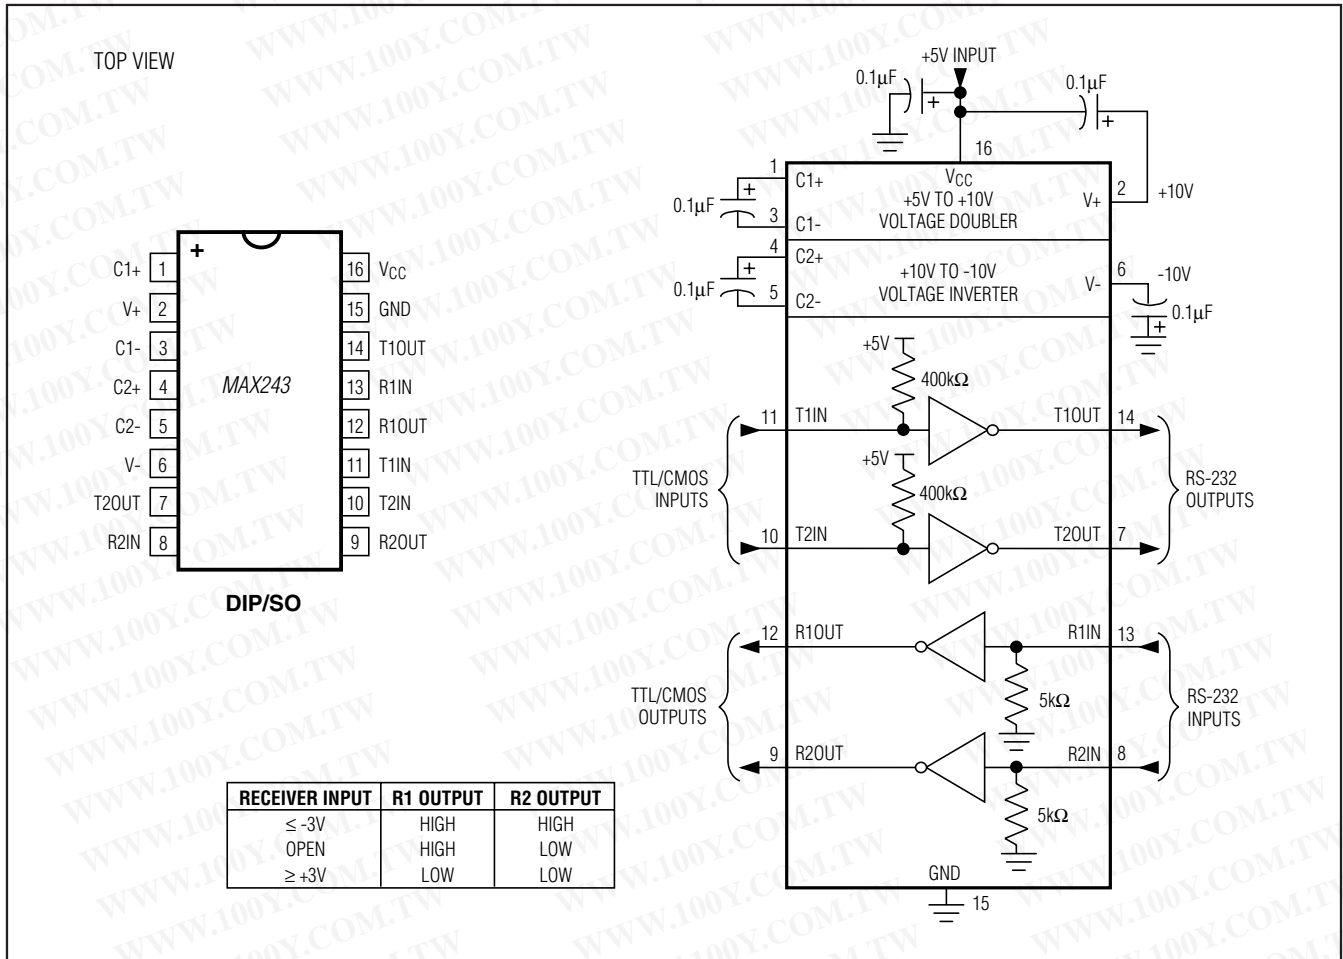 TOP VIEW
+
C1+ 1
V+ 2
C1- 3
C2+ 4
C2- 5
V- 6
T2OUT 7
R2IN 8
MAX243
16 VCC
15 GND
14 T1OUT
13 R1IN
12 R1OUT
11 T1IN
10 T2IN
9 R2OUT
DIP/SO
RECEIVER INPUT R1 OUTPUT R2 OUTPUT
≤ -3V HIGH HIGH
OPEN HIGH LOW
≥ +3V LOW LOW
+5V INPUT
0.1µF
+
0.1µF
+
16
VCC
+5V TO +10V
VOLTAGE DOUBLER
1
C1+
+
0.1µF
3
C1-
V+
2
+10V
4
C2+
+
0.1µF
5
C2-
+10V TO -10V
VOLTAGE INVERTER
V-
6
-10V
0.1µF
+
+5V
400kΩ
11 T1IN
T1OUT 14
+5V
400kΩ
TTL/CMOS
INPUTS
RS-232
OUTPUTS
10 T2IN
T2OUT 7
12 R1OUT
R1IN 13
5kΩ
TTL/CMOS
OUTPUTS
RS-232
INPUTS
9 R2OUT
R2IN 8
5kΩ
GND
15
WWW.100Y.COM.TW